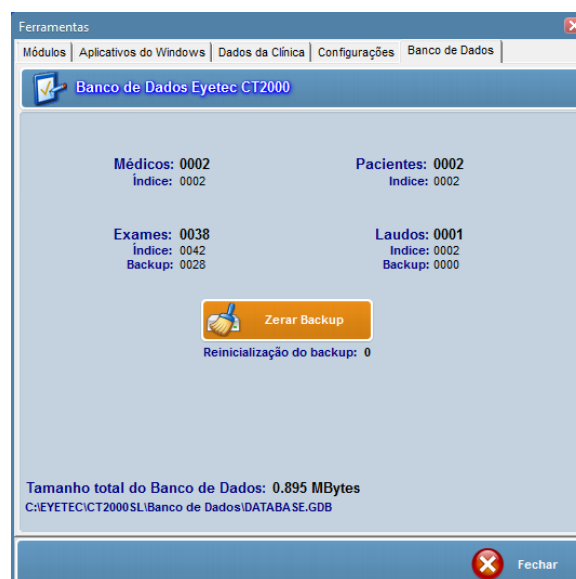 Ferramentas
Módulos Aplicativos do Windows Dados da Clínica Configurações Banco de Dados
Banco de Dados Eyetec CT2000
Médicos: 0002 Pacientes: 0002
Índice: 0002 Indice: 0002
Exames: 0038 Laudos: 0001
Índice: 0042 Indice: 0002
Backup: 0028 Backup: 0000
Zerar Backup
Reinicialização do backup: 0
Tamanho total do Banco de Dados: 0.895 MBytes
C:\EYETEC\CT2000SL\Banco de Dados\DATABASE.GDB
Fechar